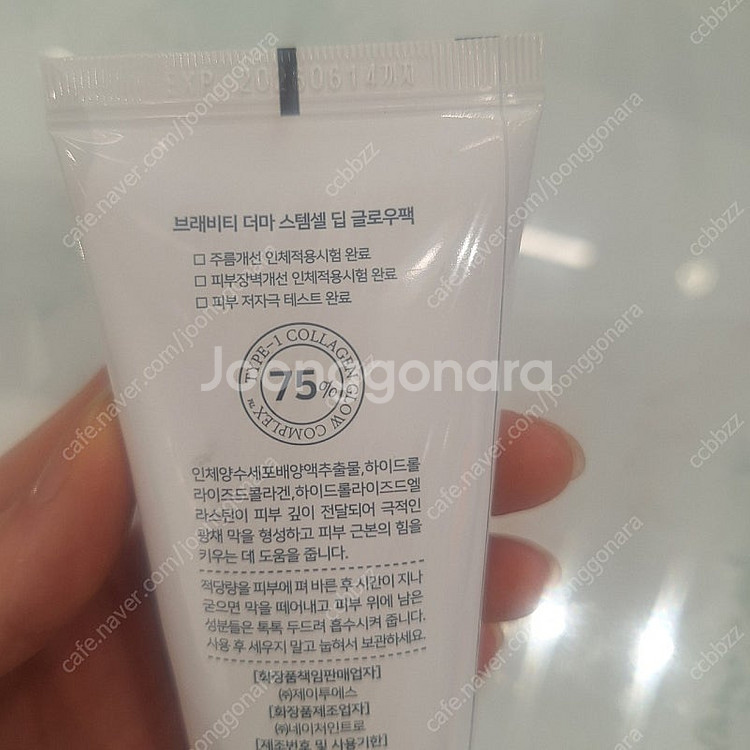 EXP 20260614까지
브래비티 더마 스템셀 딥 글로우팩
□ 주름개선 인체적용시험 완료
□ 피부장벽개선 인체적용시험 완료
□ 피부 저자극 테스트 완료
TYPE-1 COLLAGEN GLOW COMPLEX™
75%
인체양수세포배양액추출물,하이드롤
라이즈드콜라겐,하이드롤라이즈드엘
라스틴이 피부 깊이 전달되어 극적인
광채 막을 형성하고 피부 근본의 힘을
키우는 데 도움을 줍니다.
적당량을 피부에 펴 바른 후 시간이 지나
굳으면 막을 떼어내고 피부 위에 남은
성분들은 톡톡 두드려 흡수시켜 줍니다.
사용 후 세우지 말고 눕혀서 보관하세요.
[화장품책임판매업자]
㈜제이투에스
[화장품제조업자]
㈜네이처인트로
[제조번호 및 사용기한]
Joonggonara
cafe.naver.com/joonggonara
ccbbzz